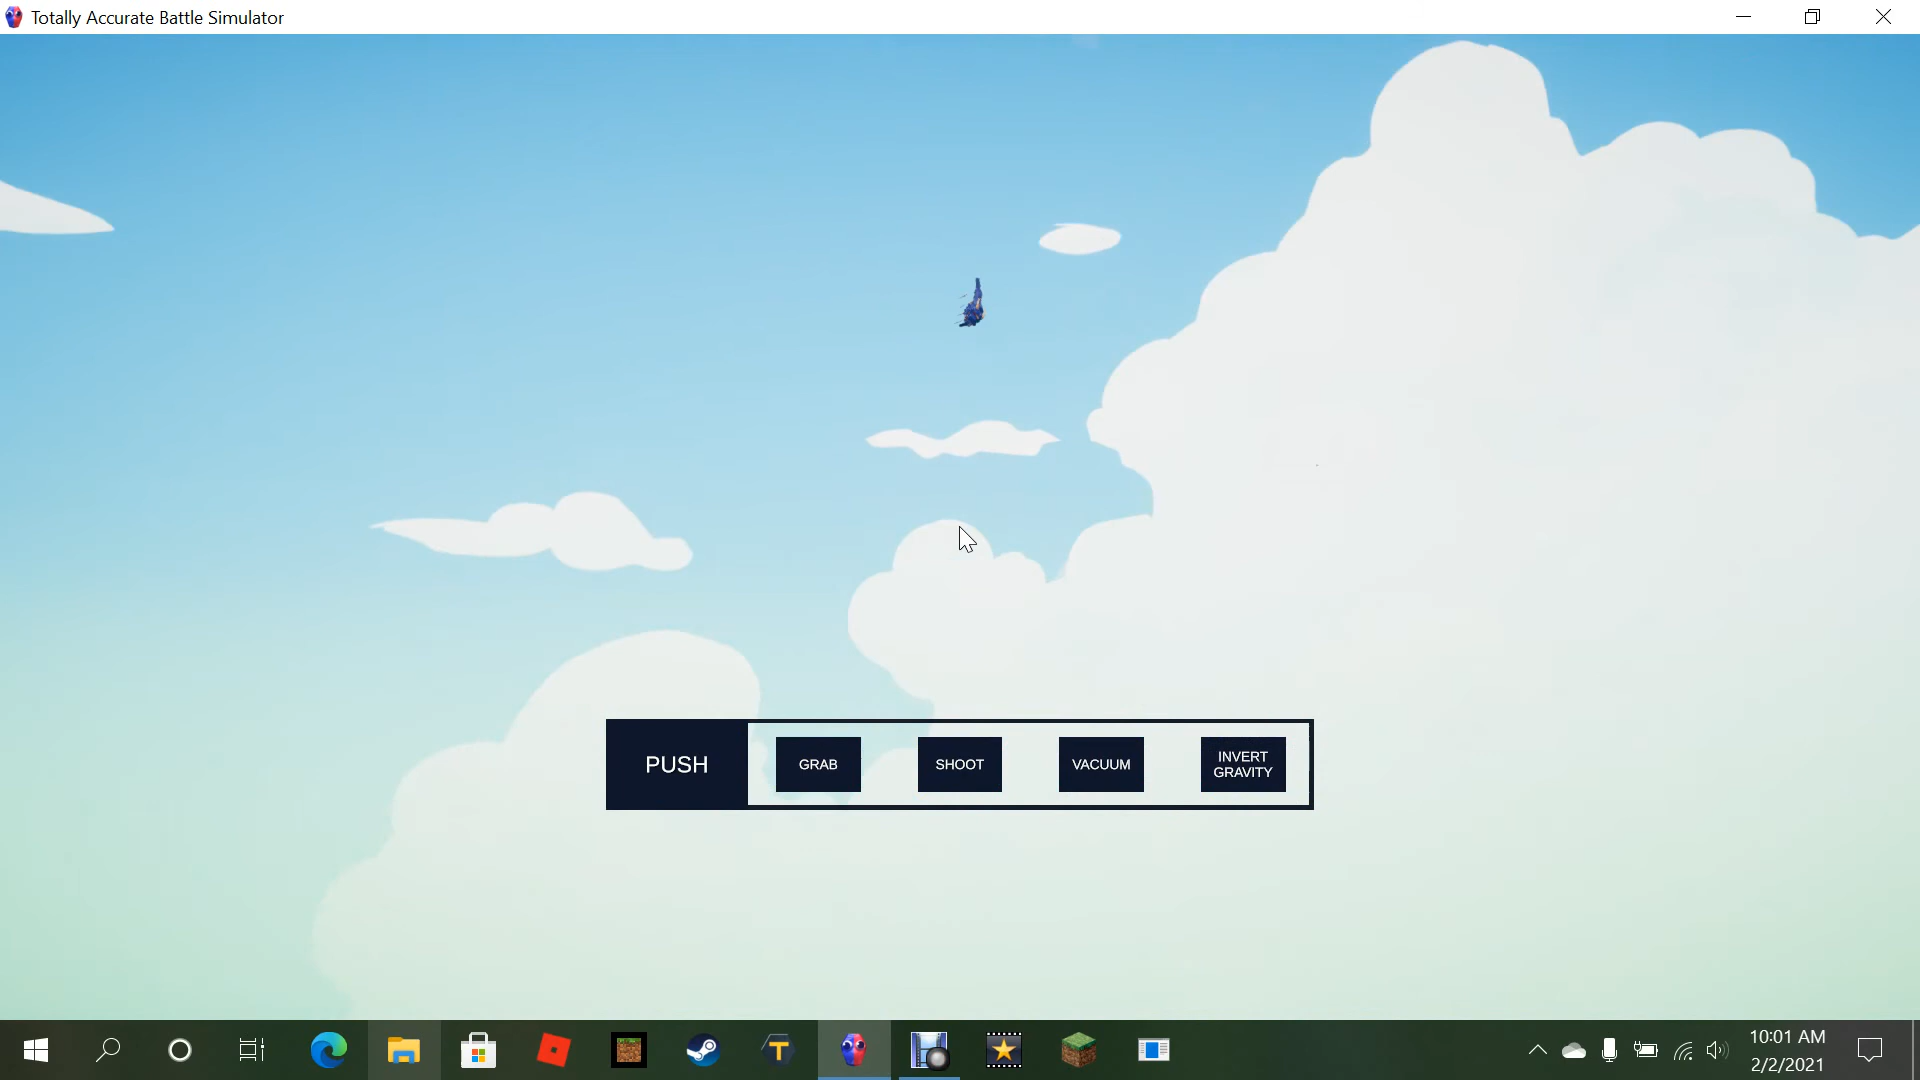 Totally Accurate Battle Simulator
PUSH
GRAB
SHOOT
VACUUM
INVERT
GRAVITY
T
10:01 AM
2/2/2021